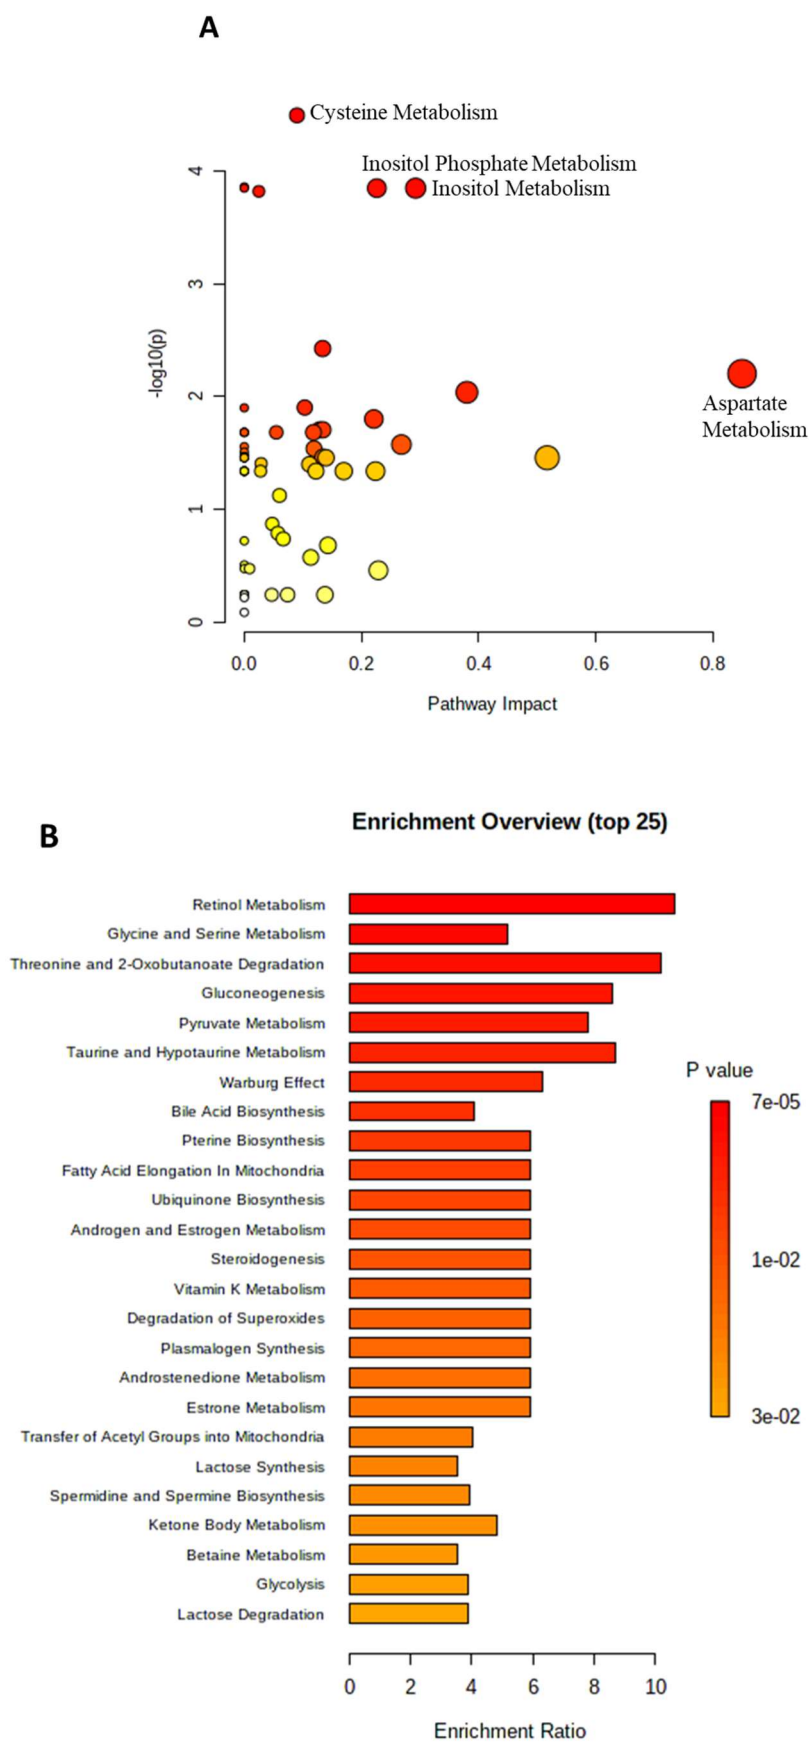 A
Cysteine Metabolism
Inositol Phosphate Metabolism
Inositol Metabolism
Aspartate
Metabolism
-log10(p)
4
3
2
1
0
0.0 0.2 0.4 0.6 0.8
Pathway Impact
B
Enrichment Overview (top 25)
Retinol Metabolism
Glycine and Serine Metabolism
Threonine and 2-Oxobutanoate Degradation
Gluconeogenesis
Pyruvate Metabolism
Taurine and Hypotaurine Metabolism
Warburg Effect
Bile Acid Biosynthesis
Pterine Biosynthesis
Fatty Acid Elongation In Mitochondria
Ubiquinone Biosynthesis
Androgen and Estrogen Metabolism
Steroidogenesis
Vitamin K Metabolism
Degradation of Superoxides
Plasmalogen Synthesis
Androstenedione Metabolism
Estrone Metabolism
Transfer of Acetyl Groups into Mitochondria
Lactose Synthesis
Spermidine and Spermine Biosynthesis
Ketone Body Metabolism
Betaine Metabolism
Glycolysis
Lactose Degradation
P value
7e-05
1e-02
3e-02
0 2 4 6 8 10
Enrichment Ratio